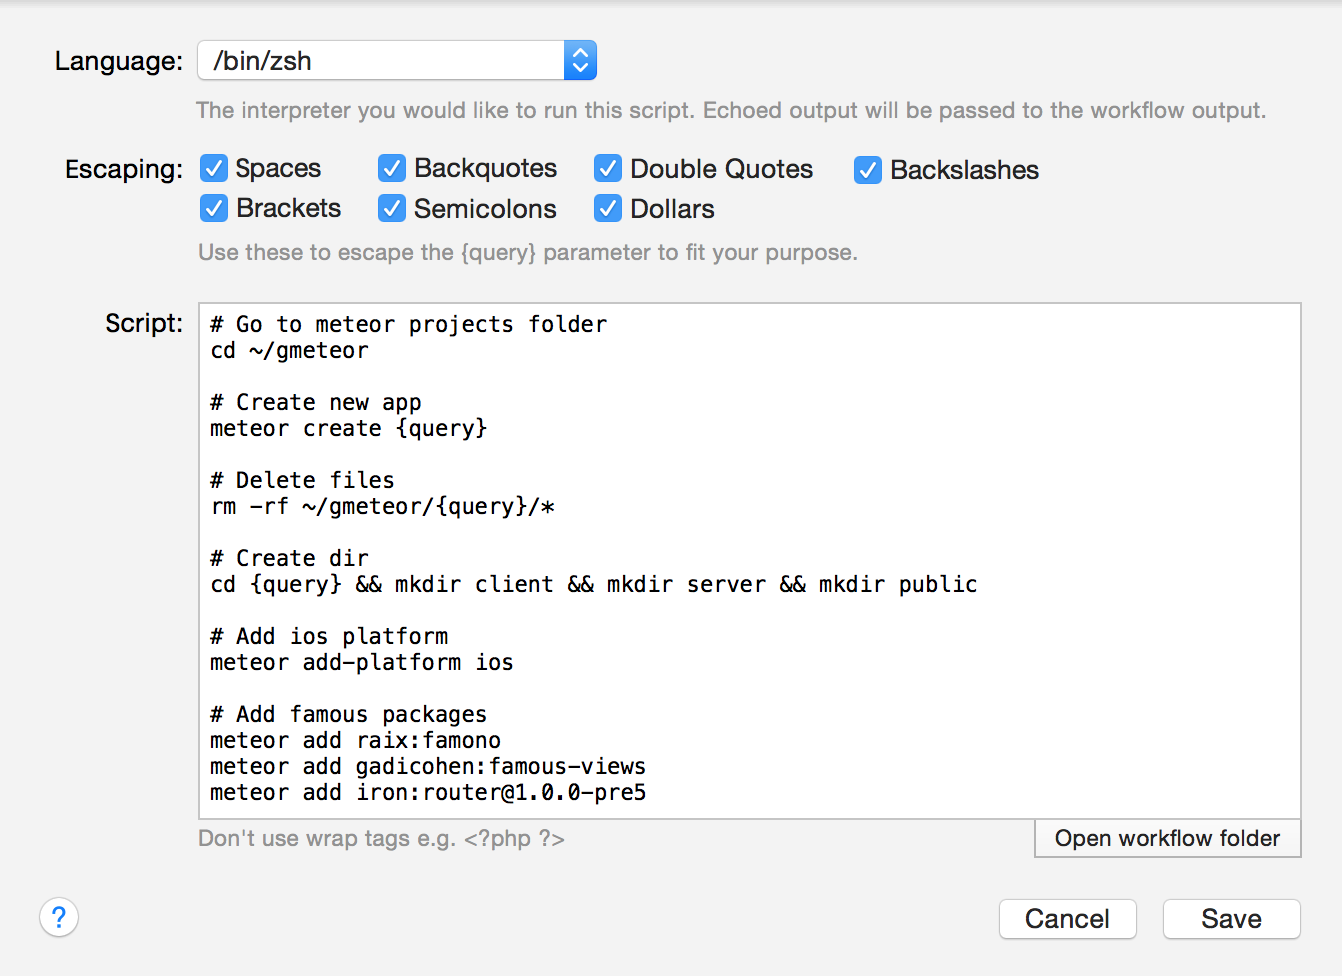 Language: /bin/zsh
The interpreter you would like to run this script. Echoed output will be passed to the workflow output.
Escaping: Spaces Backquotes Double Quotes Backslashes
Brackets Semicolons Dollars
Use these to escape the {query} parameter to fit your purpose.
Script:
# Go to meteor projects folder
cd ~/gmeteor
# Create new app
meteor create {query}
# Delete files
rm -rf ~/gmeteor/{query}/*
# Create dir
cd {query} && mkdir client && mkdir server && mkdir public
# Add ios platform
meteor add-platform ios
# Add famous packages
meteor add raix:famono
meteor add gadicohen:famous-views
meteor add iron:router@1.0.0-pre5
Don't use wrap tags e.g. <?php ?>
Open workflow folder
?
Cancel Save